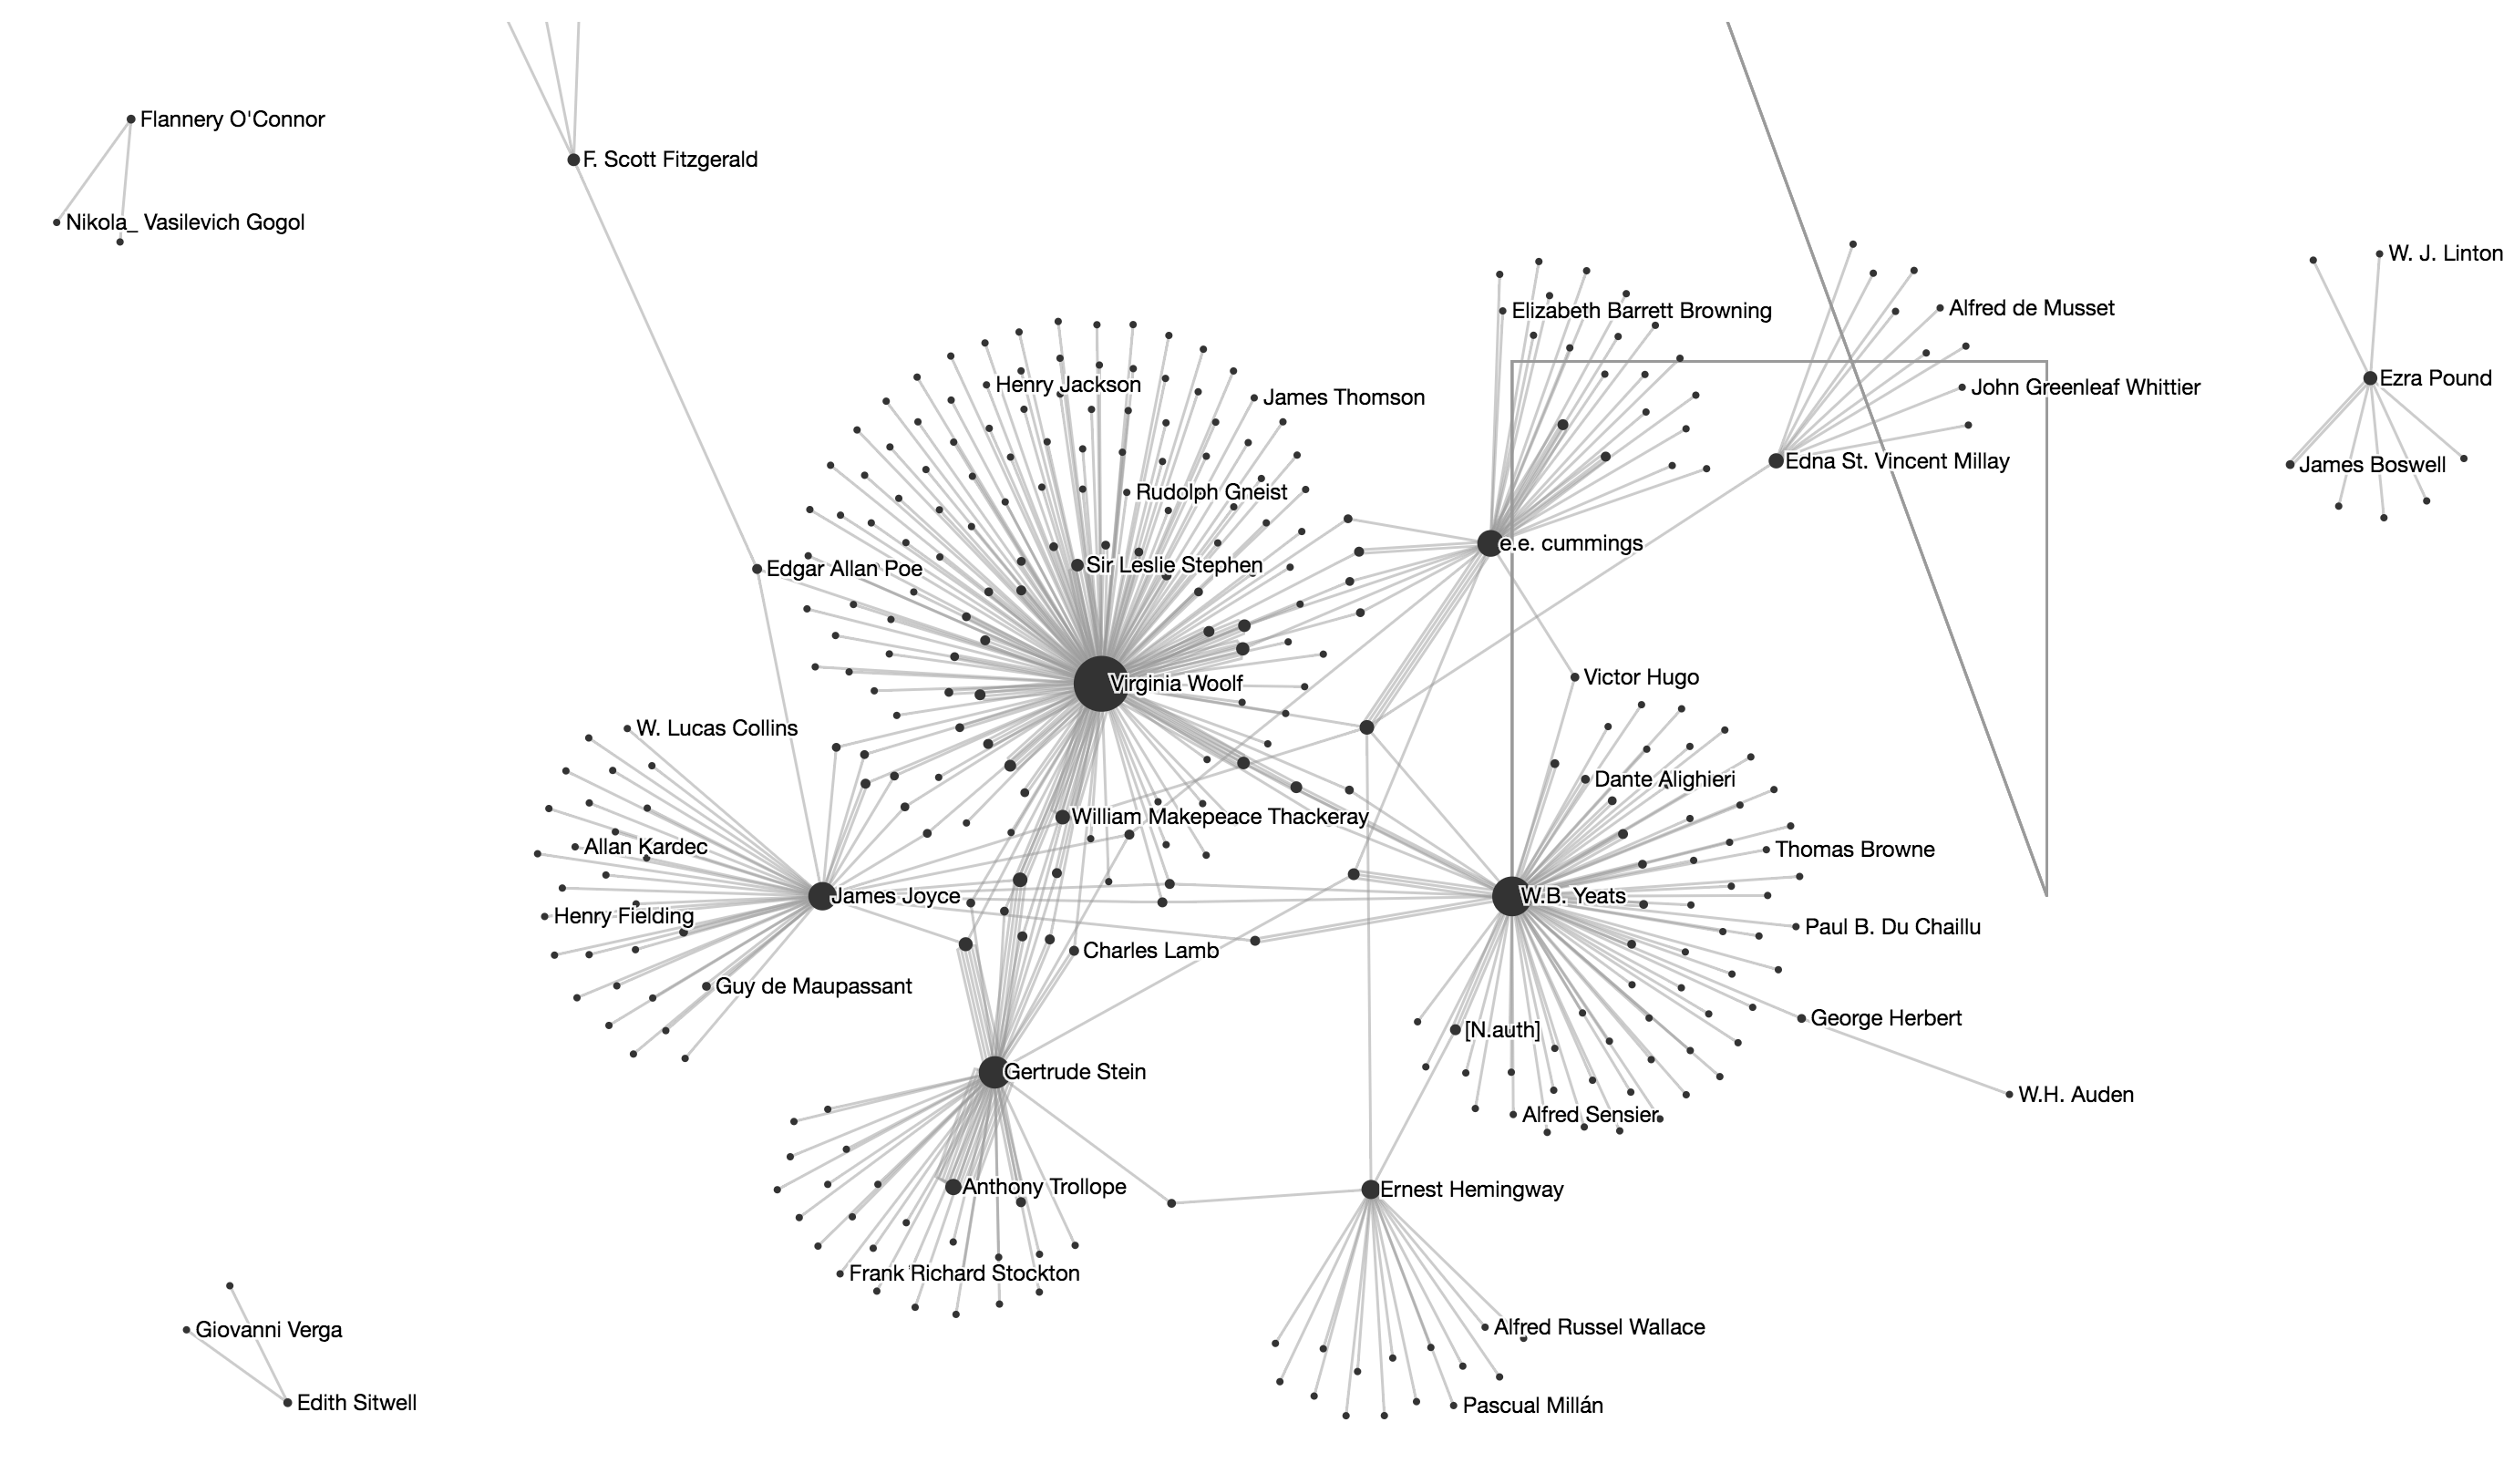 Flannery O'Connor
F. Scott Fitzgerald
Nikola_ Vasilevich Gogol
W. J. Linton
Elizabeth Barrett Browning
Alfred de Musset
Ezra Pound
Henry Jackson
John Greenleaf Whittier
James Thomson
Edna St. Vincent Millay
James Boswell
Rudolph Gneist
e.e. cummings
Sir Leslie Stephen
Edgar Allan Poe
Victor Hugo
Virginia Woolf
W. Lucas Collins
Dante Alighieri
William Makepeace Thackeray
Allan Kardec
Thomas Browne
James Joyce
W.B. Yeats
Henry Fielding
Paul B. Du Chaillu
Charles Lamb
Guy de Maupassant
George Herbert
[N.auth]
Gertrude Stein
W.H. Auden
Alfred Sensier
Anthony Trollope
Ernest Hemingway
Frank Richard Stockton
Alfred Russel Wallace
Giovanni Verga
Edith Sitwell
Pascual Millán